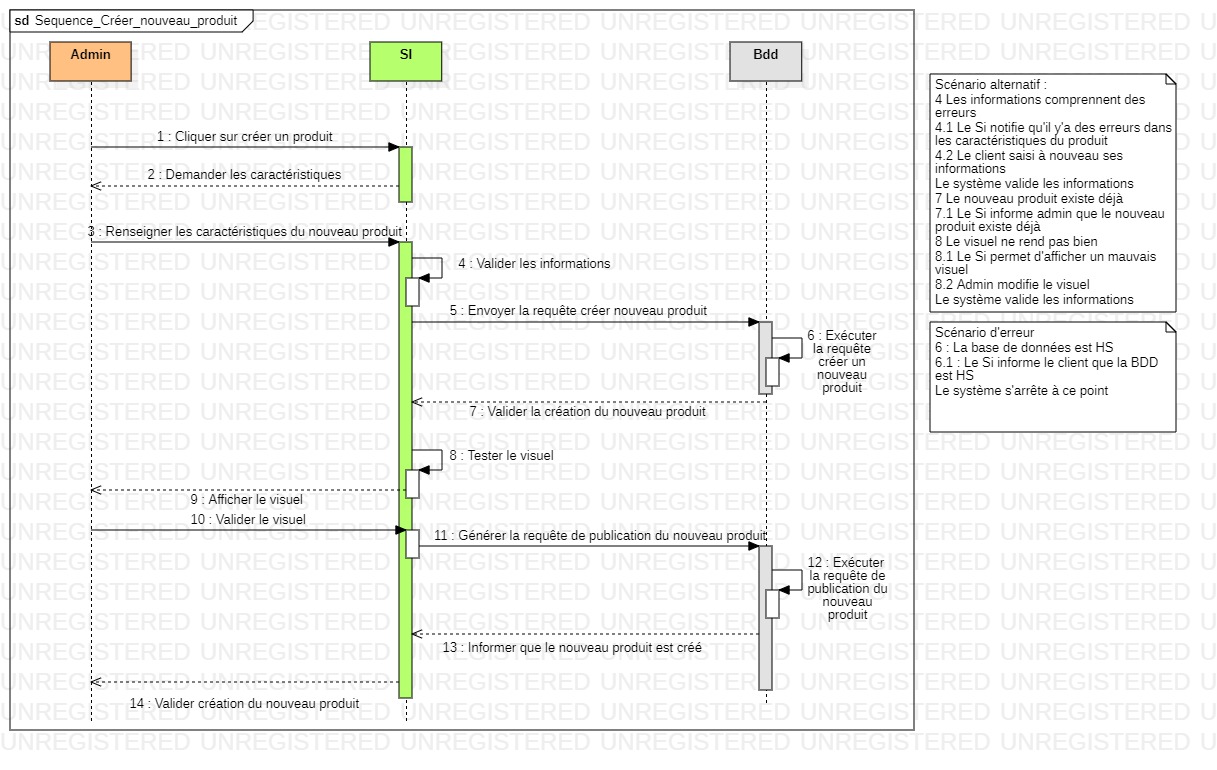 sd Sequence_Créer_nouveau_produit
Admin
SI
Bdd
1 : Cliquer sur créer un produit
2 : Demander les caractéristiques
3 : Renseigner les caractéristiques du nouveau produit
4 : Valider les informations
5 : Envoyer la requête créer nouveau produit
6 : Exécuter
la requête
créer un
nouveau
produit
7 : Valider la création du nouveau produit
8 : Tester le visuel
9 : Afficher le visuel
10 : Valider le visuel
11 : Générer la requête de publication du nouveau produit
12 : Exécuter
la requête de
publication du
nouveau
produit
13 : Informer que le nouveau produit est créé
14 : Valider création du nouveau produit
Scénario alternatif :
4 Les informations comprennent des
erreurs
4.1 Le Si notifie qu'il y'a des erreurs dans
les caractéristiques du produit
4.2 Le client saisi à nouveau ses
informations
Le système valide les informations
7 Le nouveau produit existe déjà
7.1 Le Si informe admin que le nouveau
produit existe déjà
8 Le visuel ne rend pas bien
8.1 Le Si permet d'afficher un mauvais
visuel
8.2 Admin modifie le visuel
Le système valide les informations
Scénario d'erreur
6 : La base de données est HS
6.1 : Le Si informe le client que la BDD
est HS
Le système s'arrête à ce point
UNREGISTERED